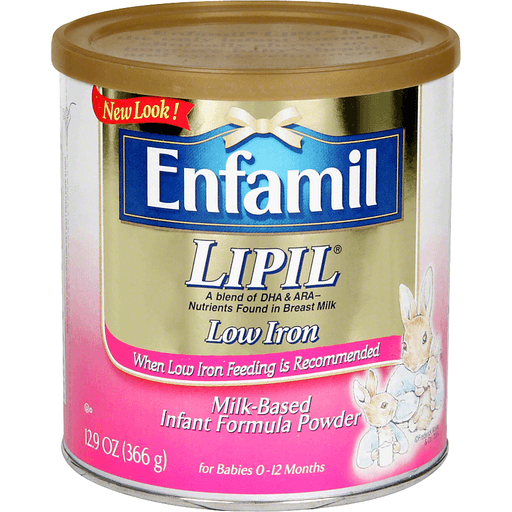 New Look!
Enfamil
LIPIL®
A blend of DHA & ARA–
Nutrients Found in Breast Milk
Low Iron
When Low Iron Feeding is Recommended
Milk-Based
Infant Formula Powder
12.9 OZ (366 g)
for Babies 0-12 Months